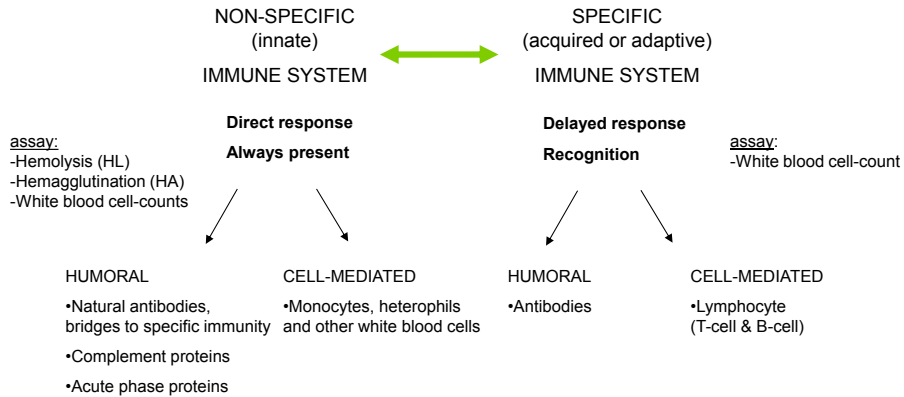 NON-SPECIFIC
(innate)
IMMUNE SYSTEM
SPECIFIC
(acquired or adaptive)
IMMUNE SYSTEM
Direct response
Always present
Delayed response
Recognition
assay:
-Hemolysis (HL)
-Hemagglutination (HA)
-White blood cell-counts
assay:
-White blood cell-count
HUMORAL
•Natural antibodies,
bridges to specific immunity
•Complement proteins
•Acute phase proteins
CELL-MEDIATED
•Monocytes, heterophils
and other white blood cells
HUMORAL
•Antibodies
CELL-MEDIATED
•Lymphocyte
(T-cell & B-cell)